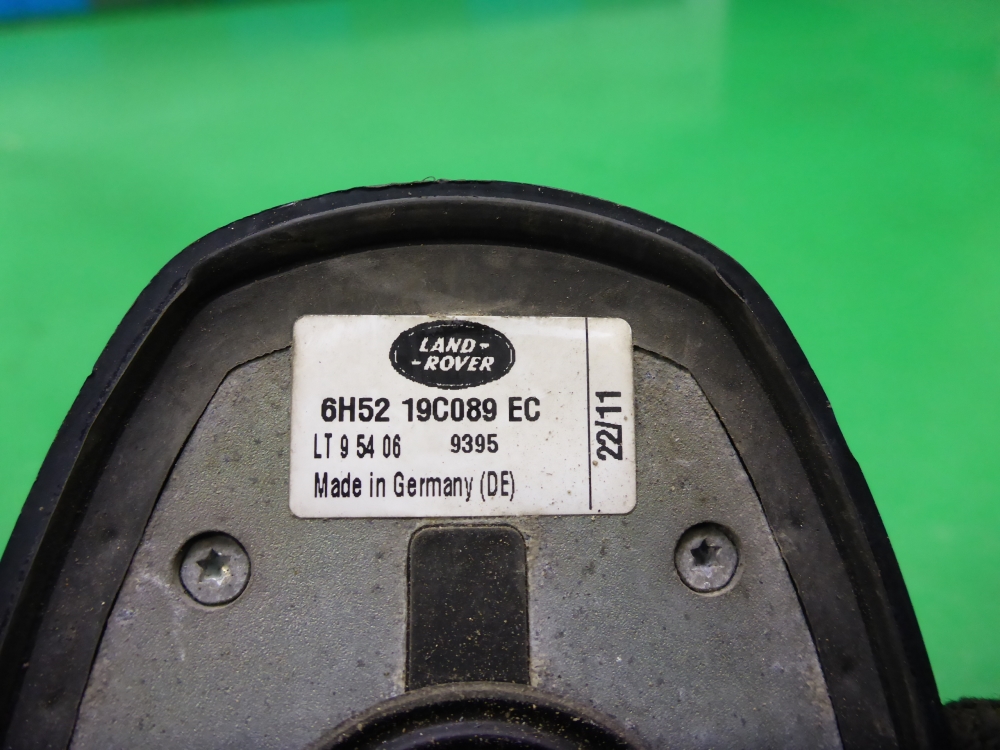 LAND-
-ROVER
6H52 19C089 EC
LT 9 54 06 9395
Made in Germany (DE)
22/11